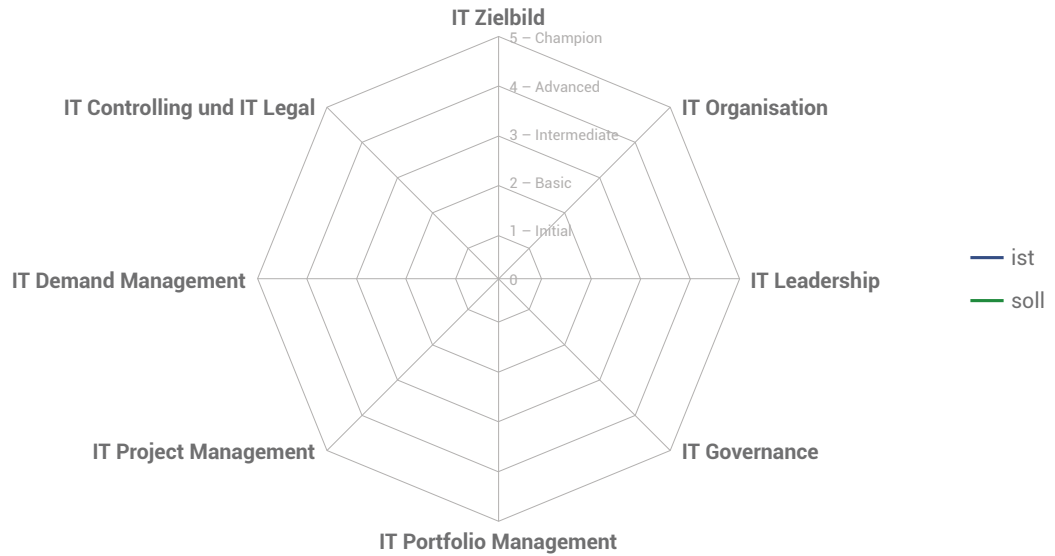 IT Zielbild
5 – Champion
IT Controlling und IT Legal
4 – Advanced
IT Organisation
3 – Intermediate
2 – Basic
1 – Initial
IT Demand Management
0
IT Leadership
ist
soll
IT Project Management
IT Governance
IT Portfolio Management